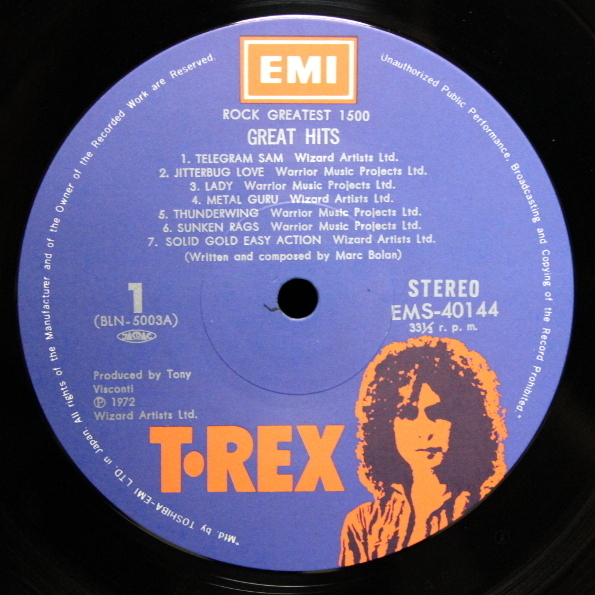 EMI
ROCK GREATEST 1500
GREAT HITS
1. TELEGRAM SAM Wizard Artists Ltd.
2. JITTERBUG LOVE Warrior Music Projects Ltd.
3. LADY Warrior Music Projects Ltd.
4. METAL GURU Wizard Artists Ltd.
5. THUNDERWING Warrior Music Projects Ltd.
6. SUNKEN RAGS Warrior Music Projects Ltd.
7. SOLID GOLD EASY ACTION Wizard Artists Ltd.
(Written and composed by Marc Bolan)
1
(BLN-5003A)
JASRAC
STEREO
EMS-40144
33⅓ r. p. m.
Produced by Tony
Visconti
Ⓟ 1972
Wizard Artists Ltd.
T•REX
"Mfd. by TOSHIBA-EMI LTD. in Japan. All rights of the Manufacturer and of the Owner of the Recorded Work are Reserved. Unauthorized Public Performance, Broadcasting and Copying of the Record Prohibited."